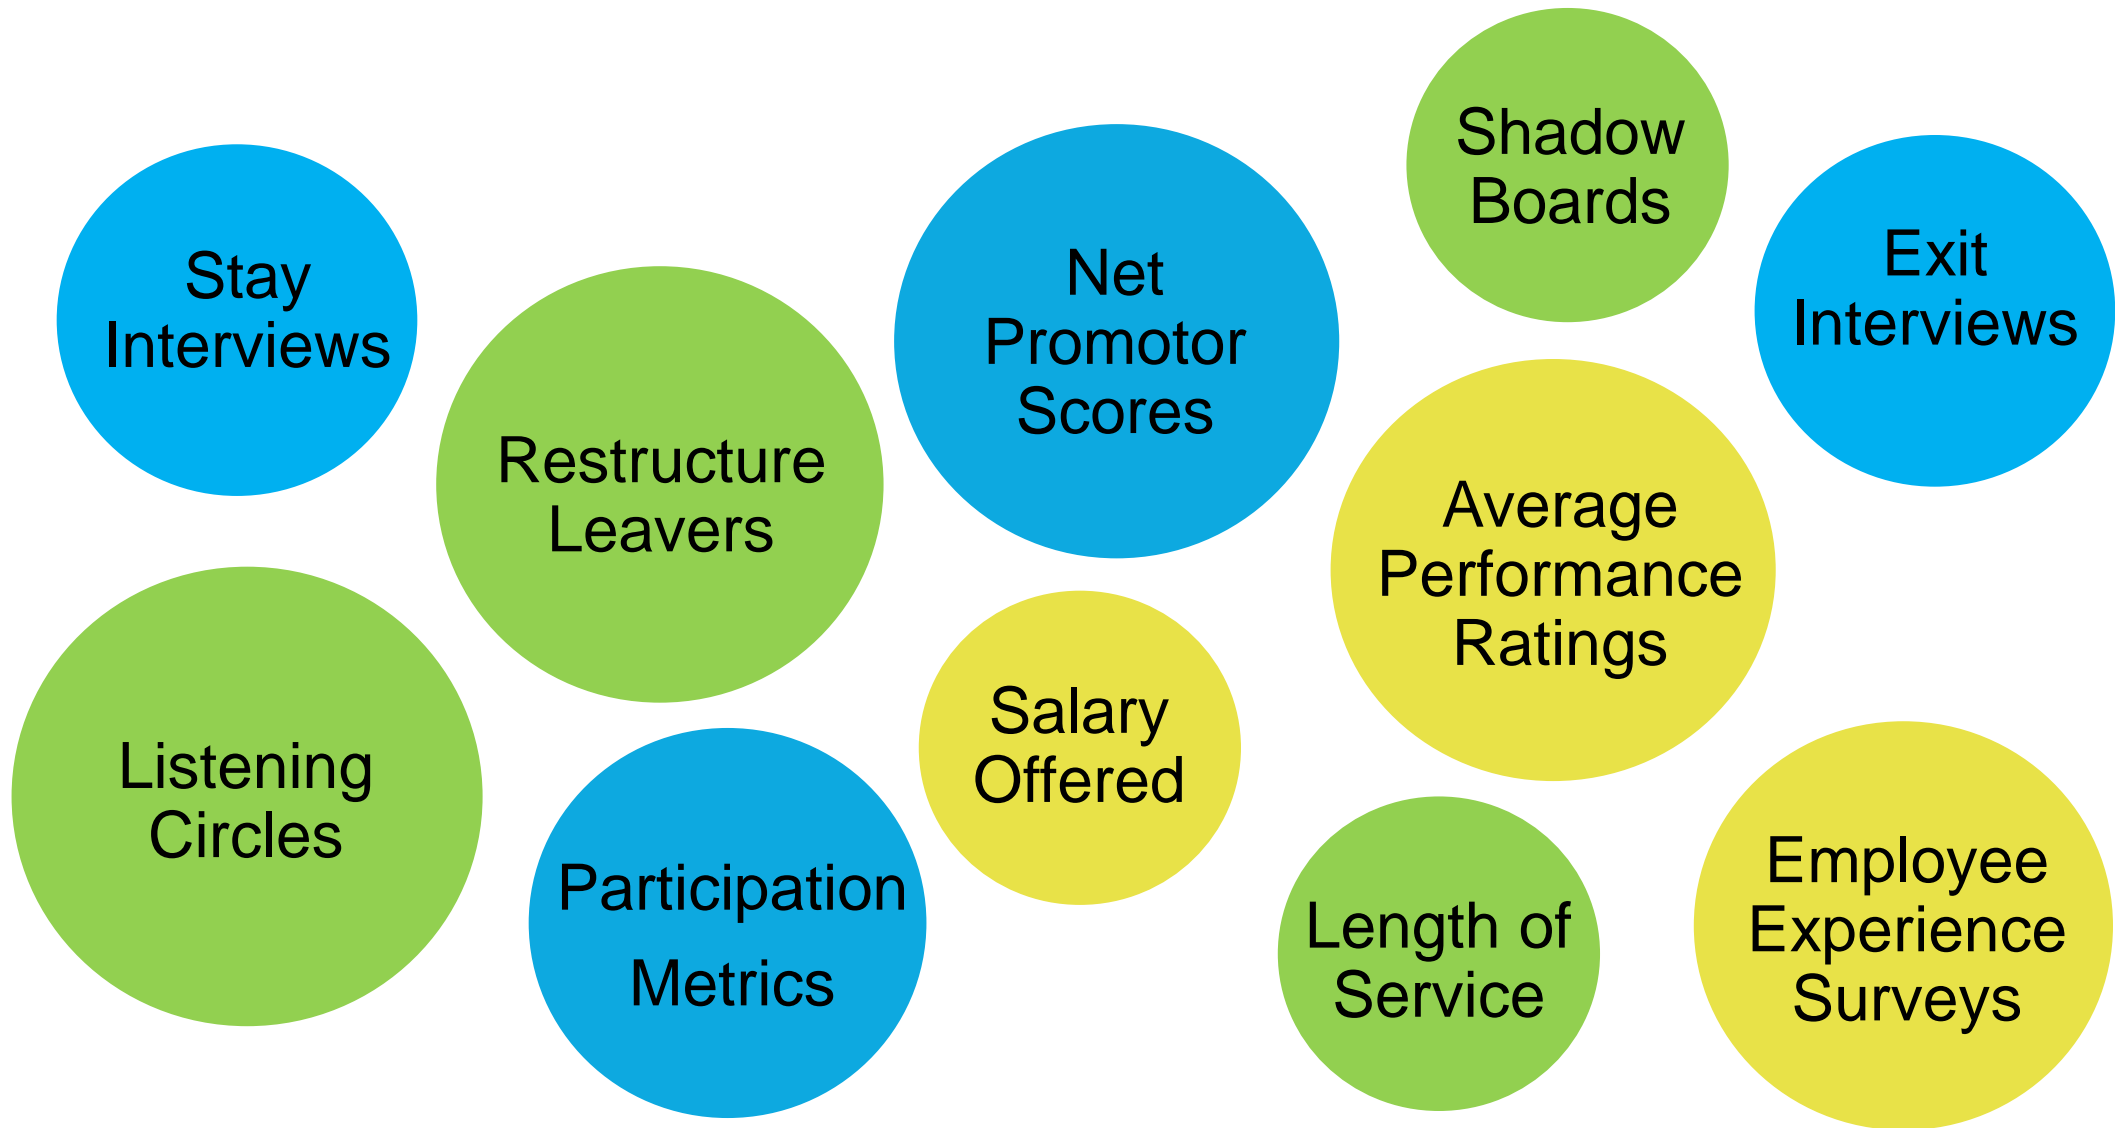 Stay
Interviews
Restructure
Leavers
Net
Promotor
Scores
Shadow
Boards
Exit
Interviews
Listening
Circles
Participation
Metrics
Salary
Offered
Average
Performance
Ratings
Length of
Service
Employee
Experience
Surveys